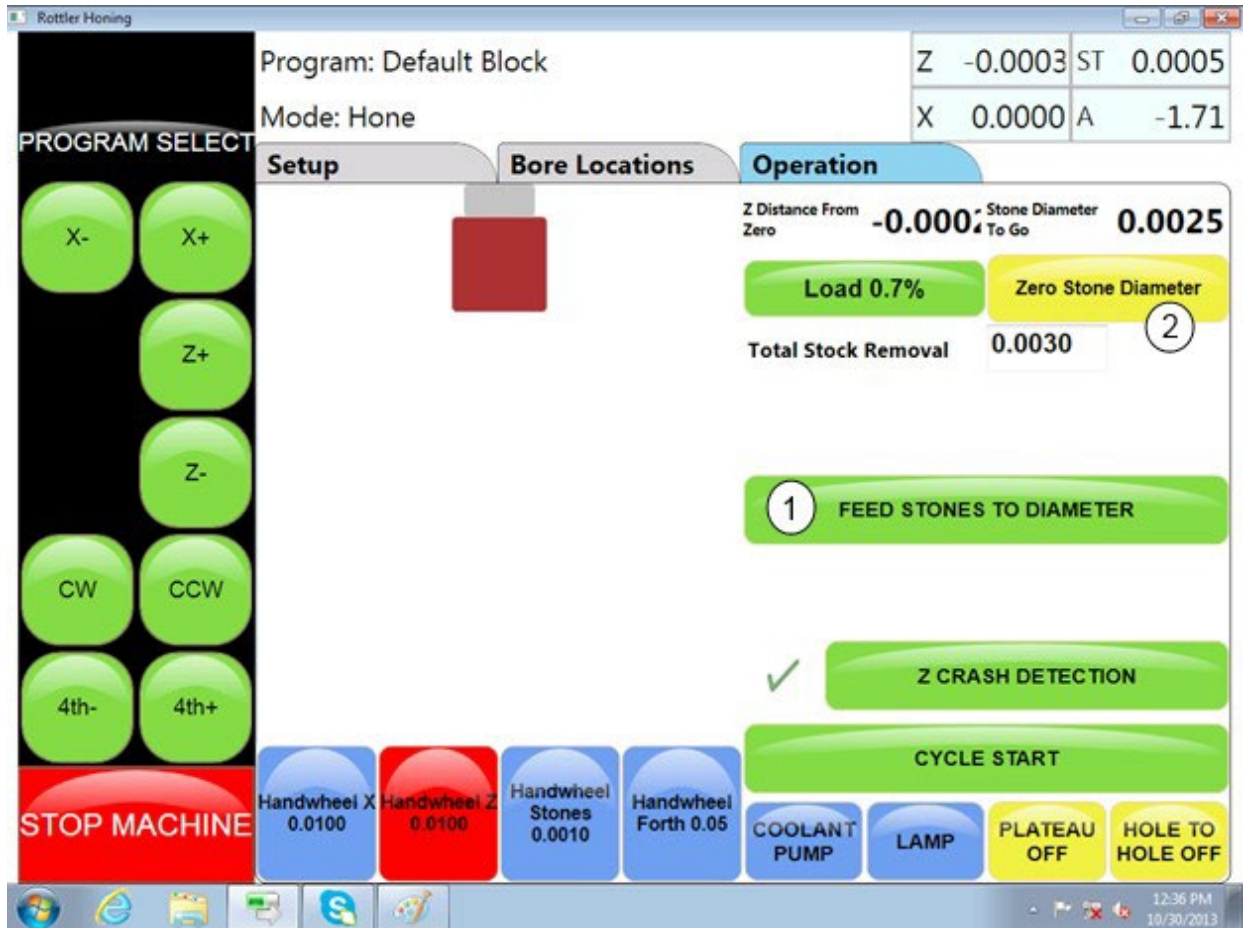 Rottler Honing
Program: Default Block
Mode: Hone
Z -0.0003 ST 0.0005
X 0.0000 A -1.71
PROGRAM SELECT
Setup
Bore Locations
Operation
X-
X+
Z+
Z-
CW
CCW
4th-
4th+
STOP MACHINE
Z Distance From
Zero
-0.000
Stone Diameter
To Go
0.0025
Load 0.7%
Zero Stone Diameter
2
Total Stock Removal
0.0030
1
FEED STONES TO DIAMETER
Z CRASH DETECTION
CYCLE START
Handwheel X
0.0100
Handwheel Z
0.0100
Handwheel
Stones
0.0010
Handwheel
Forth 0.05
COOLANT
PUMP
LAMP
PLATEAU
OFF
HOLE TO
HOLE OFF
12:36 PM
10/30/2013